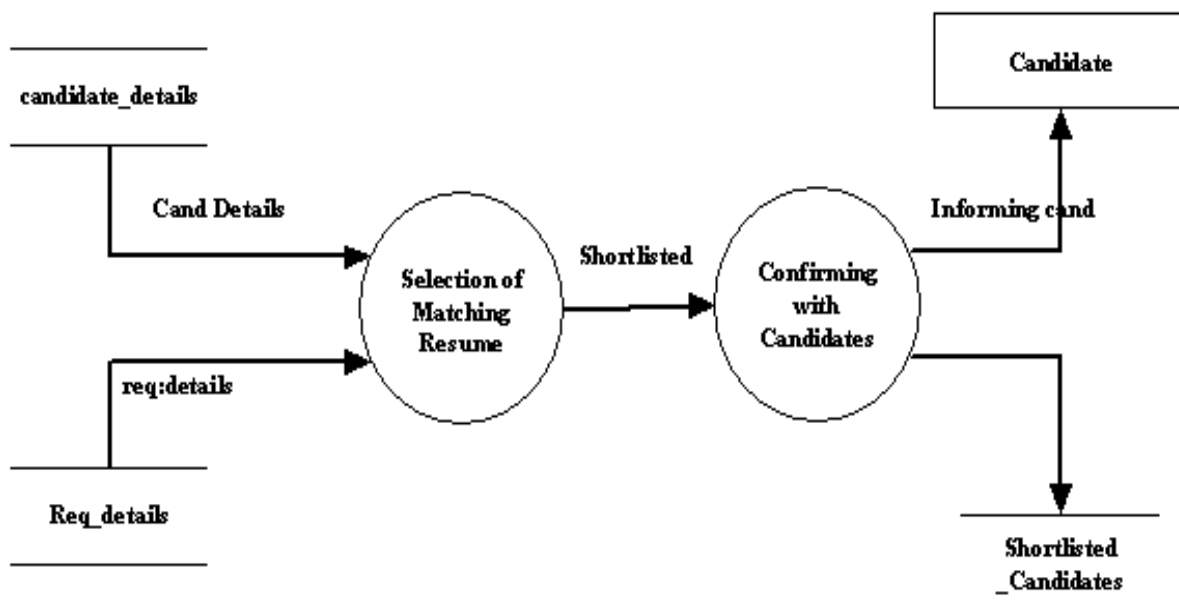 candidate_details
Candidate
Cand Details
Informing cand
Shortlisted
Selection of
Matching
Resume
Confirming
with
Candidates
req:details
Req_details
Shortlisted
_Candidates